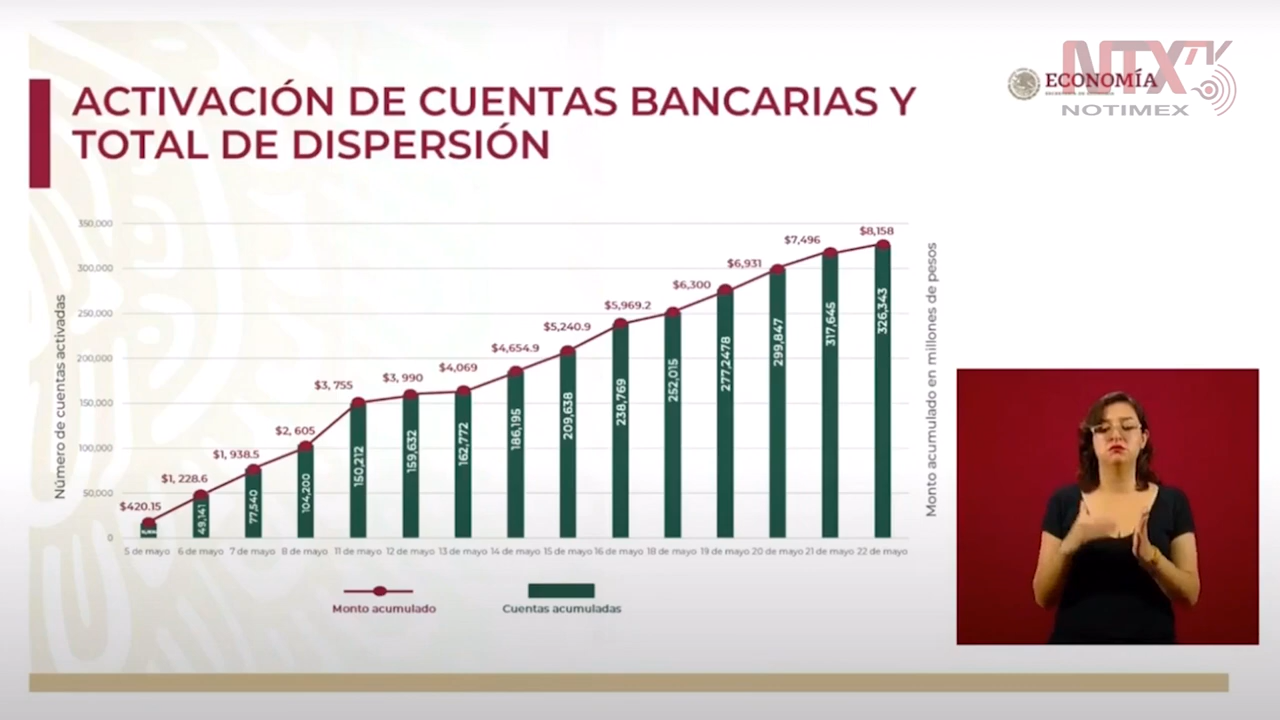 NTX TV
NOTIMEX
ECONOMÍA
ACTIVACIÓN DE CUENTAS BANCARIAS Y
TOTAL DE DISPERSIÓN
Número de cuentas activadas
350,000
300,000
250,000
200,000
150,000
100,000
50,000
0
$420.15
$1, 228.6
$1, 938.5
$2, 605
$3, 755
$3, 990
$4,069
$4,654.9
$5,240.9
$5,969.2
$6,300
$6,931
$7,496
$8,158
49,141
77,540
104,200
150,212
159,632
162,772
186,195
209,638
238,769
252,015
277,2478
299,847
317,645
326,343
5 de mayo
6 de mayo
7 de mayo
8 de mayo
11 de mayo
12 de mayo
13 de mayo
14 de mayo
15 de mayo
16 de mayo
18 de mayo
19 de mayo
20 de mayo
21 de mayo
22 de mayo
Monto acumulado en millones de pesos
Monto acumulado
Cuentas acumuladas